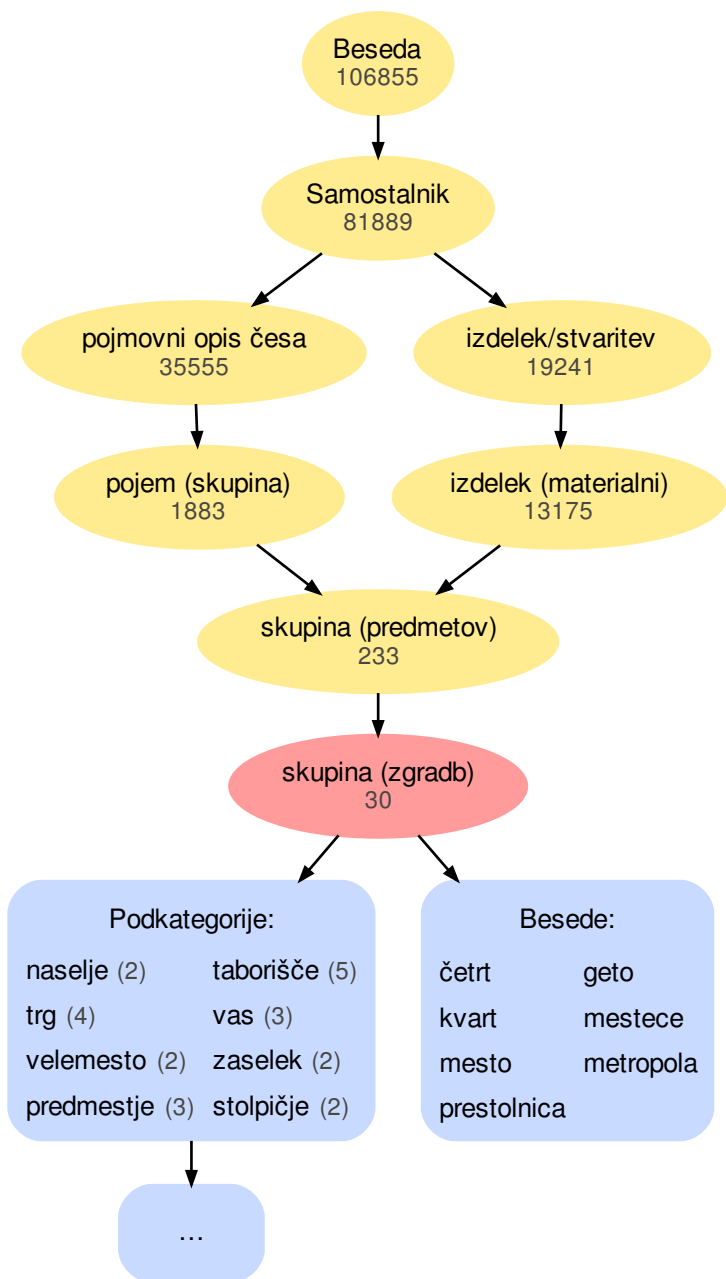 Beseda
106855
Samostalnik
81889
pojmovni opis česa
35555
izdelek/stvaritev
19241
pojem (skupina)
1883
izdelek (materialni)
13175
skupina (predmetov)
233
skupina (zgradb)
30
Podkategorije:
naselje (2) taborišče (5)
trg (4) vas (3)
velemesto (2) zaselek (2)
predmestje (3) stolpičje (2)
Besede:
četrt geto
kvart mestece
mesto metropola
prestolnica
...